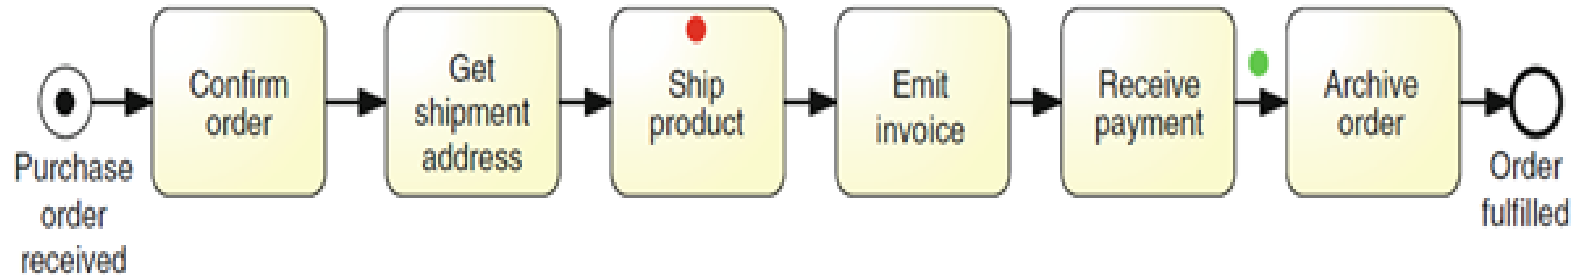 Confirm
order
Get
shipment
address
Ship
product
Emit
invoice
Receive
payment
Archive
order
Purchase
order
received
Order
fulfilled